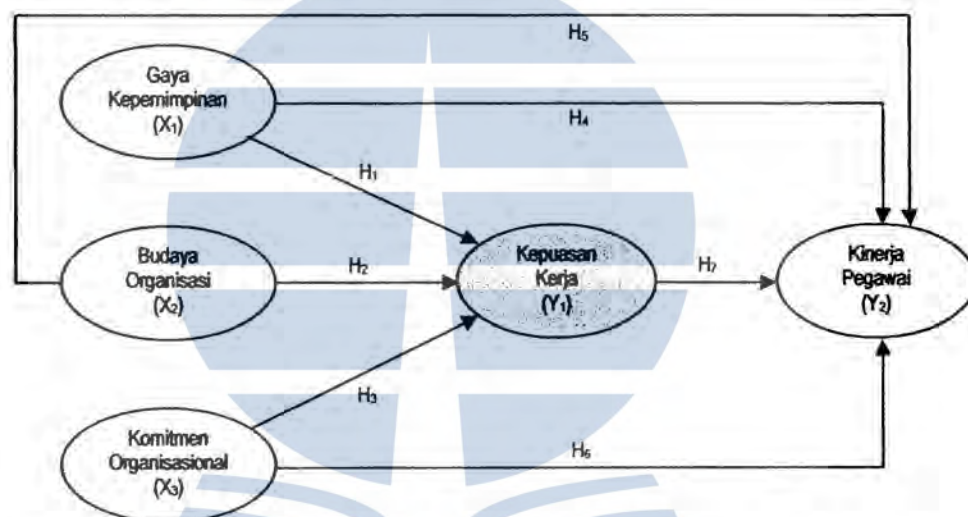 H₅
Gaya
Kepemimpinan
(X₁)
H₄
H₁
Budaya
Organisasi
(X₂)
H₂
Kepuasan
Kerja
(Y₁)
H₇
Kinerja
Pegawai
(Y₂)
H₃
Komitmen
Organisasional
(X₃)
H₆